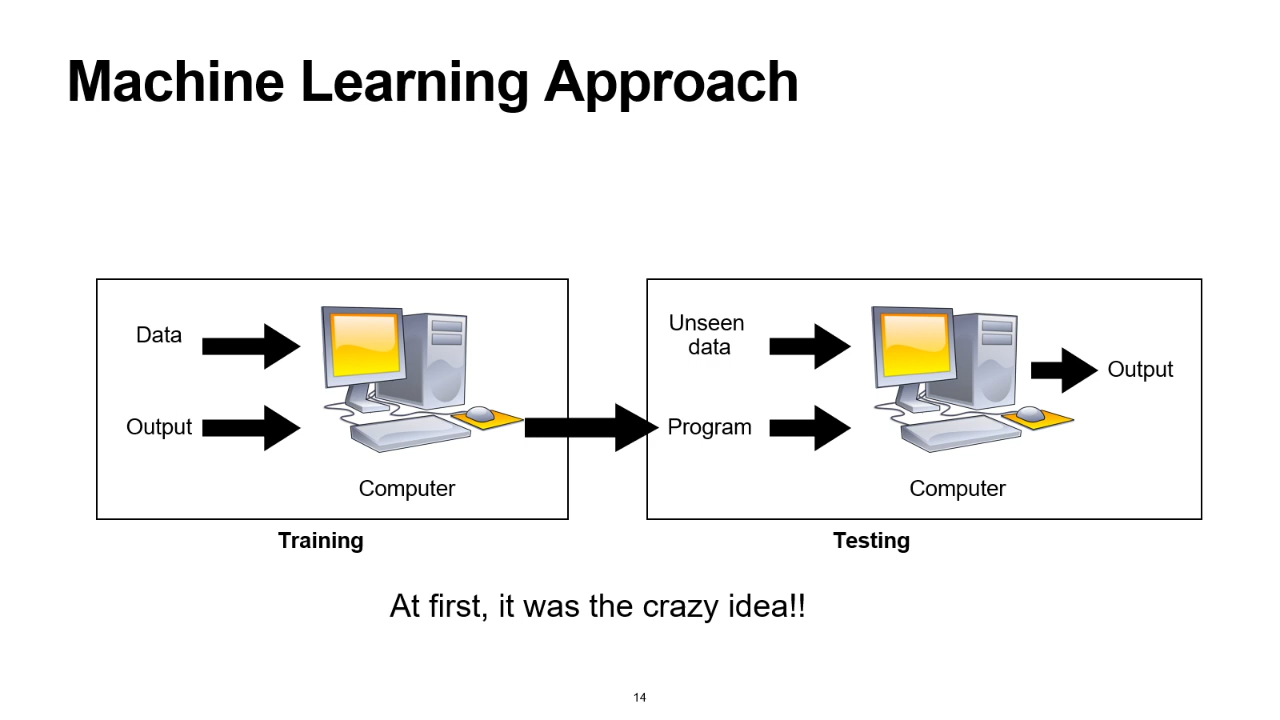 Machine Learning Approach
Data
Output
Computer
Training
Unseen
data
Program
Computer
Output
Testing
At first, it was the crazy idea!!
14